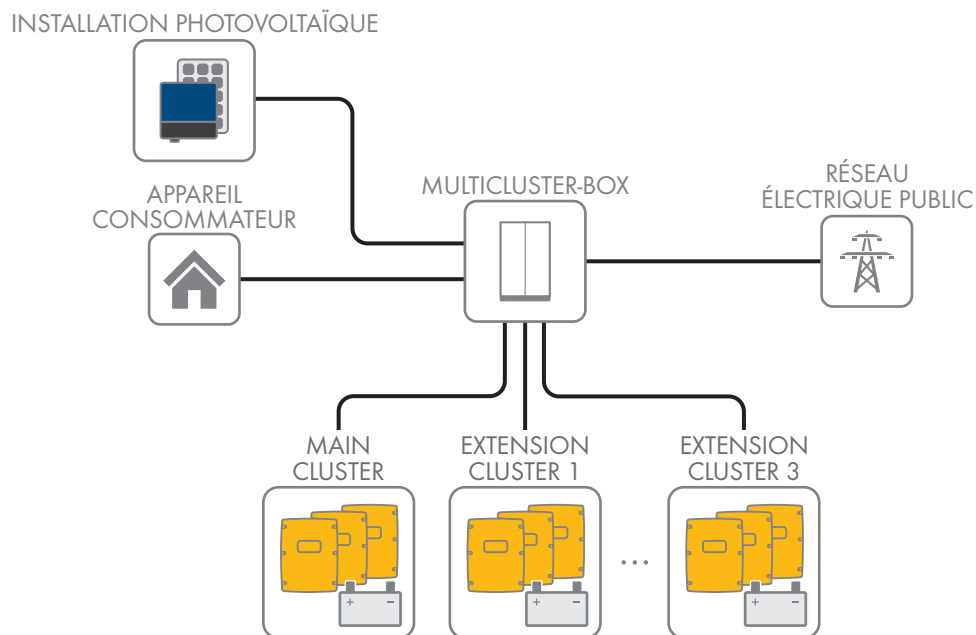 INSTALLATION PHOTOVOLTAÏQUE
APPAREIL
CONSOMMATEUR
MULTICLUSTER-BOX
RÉSEAU
ÉLECTRIQUE PUBLIC
MAIN
CLUSTER
EXTENSION
CLUSTER 1
EXTENSION
CLUSTER 3
+ −
+ −
...
+ −